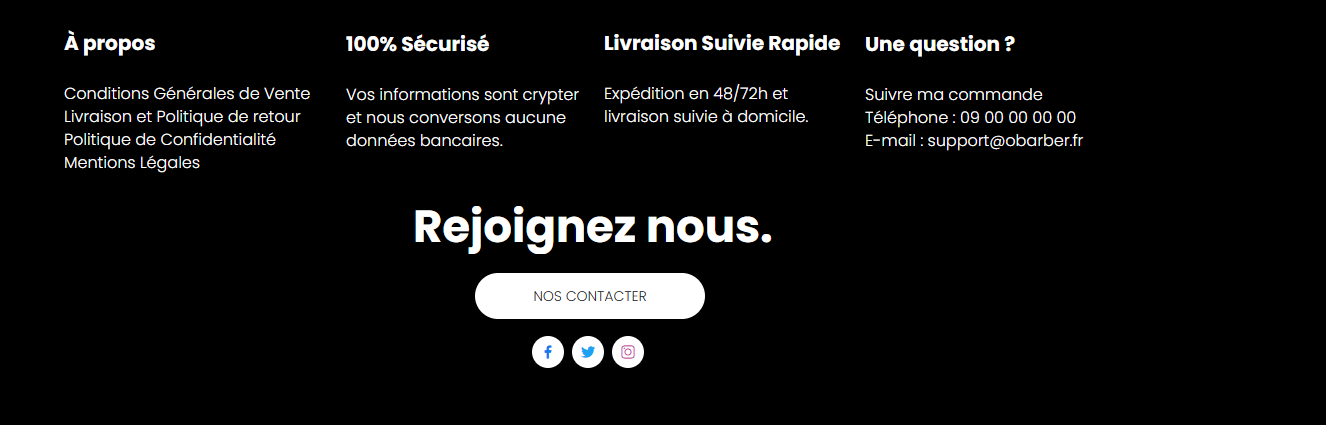 À propos
Conditions Générales de Vente
Livraison et Politique de retour
Politique de Confidentialité
Mentions Légales
100% Sécurisé
Vos informations sont crypter
et nous conversons aucune
données bancaires.
Livraison Suivie Rapide
Expédition en 48/72h et
livraison suivie à domicile.
Une question ?
Suivre ma commande
Téléphone : 09 00 00 00 00
E-mail : support@obarber.fr
Rejoignez nous.
NOS CONTACTER